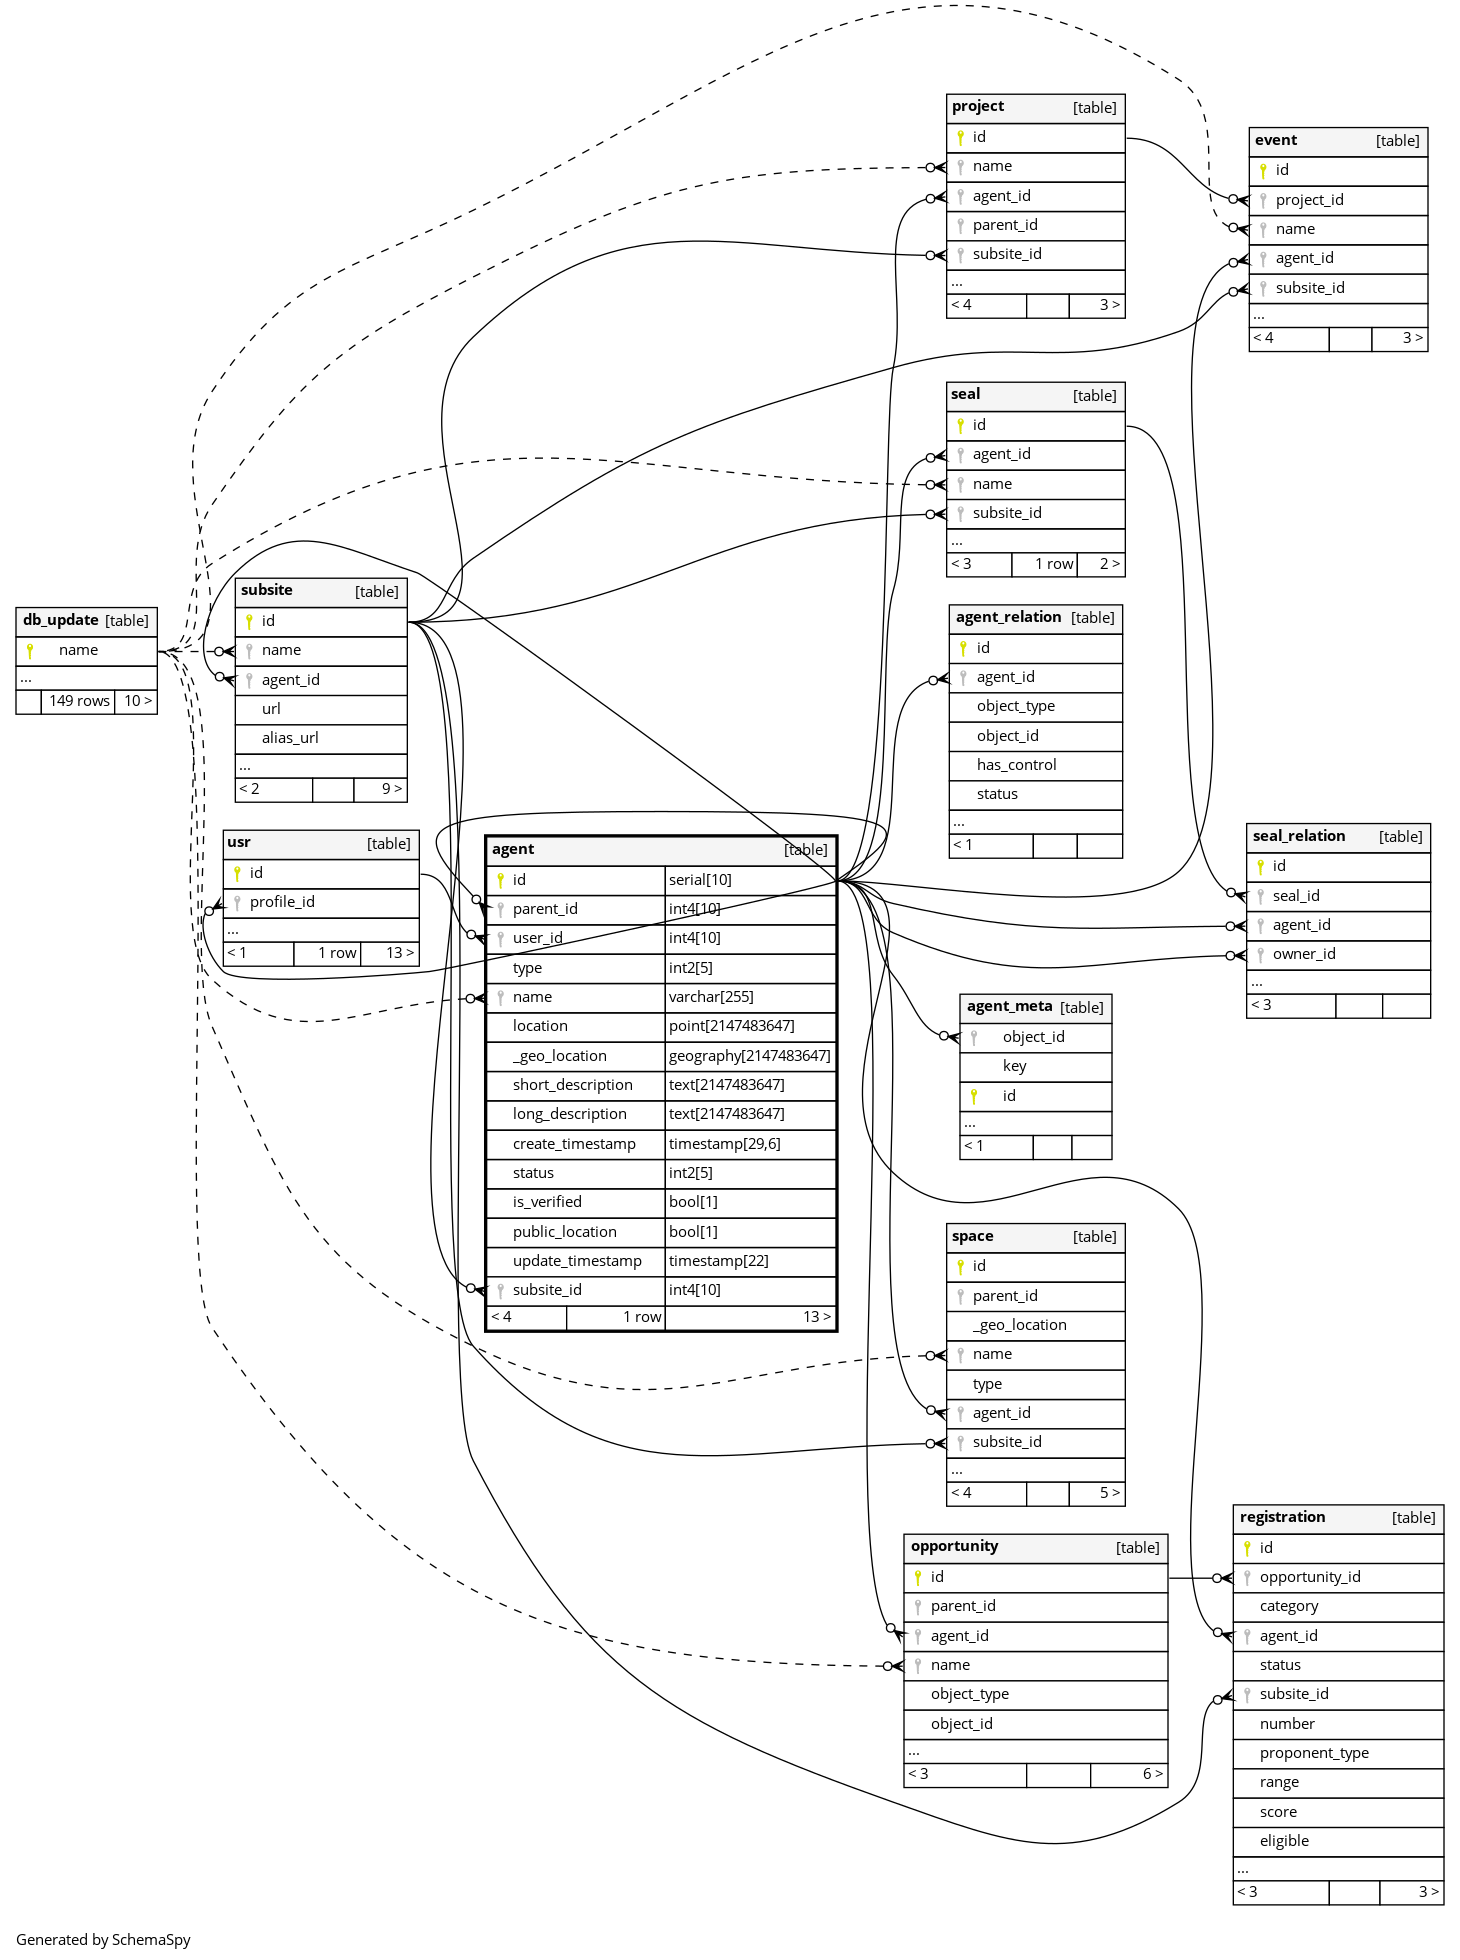 project [table]
id
name
agent_id
parent_id
subsite_id
...
< 4 3 >
event [table]
id
project_id
name
agent_id
subsite_id
...
< 4 3 >
seal [table]
id
agent_id
name
subsite_id
...
< 3 1 row 2 >
db_update [table]
name
...
149 rows 10 >
subsite [table]
id
name
agent_id
url
alias_url
...
< 2 9 >
agent_relation [table]
id
agent_id
object_type
object_id
has_control
status
...
< 1
usr [table]
id
profile_id
...
< 1 1 row 13 >
agent [table]
id serial[10]
parent_id int4[10]
user_id int4[10]
type int2[5]
name varchar[255]
location point[2147483647]
_geo_location geography[2147483647]
short_description text[2147483647]
long_description text[2147483647]
create_timestamp timestamp[29,6]
status int2[5]
is_verified bool[1]
public_location bool[1]
update_timestamp timestamp[22]
subsite_id int4[10]
< 4 1 row 13 >
seal_relation [table]
id
seal_id
agent_id
owner_id
...
< 3
agent_meta [table]
object_id
key
id
...
< 1
space [table]
id
parent_id
_geo_location
name
type
agent_id
subsite_id
...
< 4 5 >
opportunity [table]
id
parent_id
agent_id
name
object_type
object_id
...
< 3 6 >
registration [table]
id
opportunity_id
category
agent_id
status
subsite_id
number
proponent_type
range
score
eligible
...
< 3 3 >
Generated by SchemaSpy